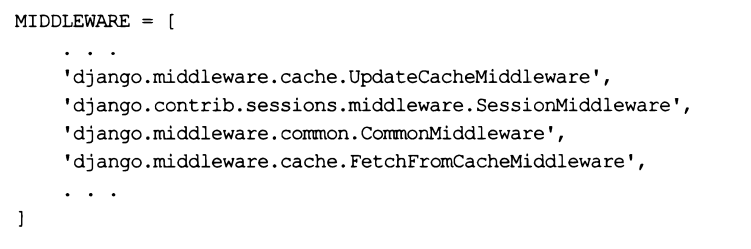 MIDDLEWARE = [
. . .
'django.middleware.cache.UpdateCacheMiddleware',
'django.contrib.sessions.middleware.SessionMiddleware',
'django.middleware.common.CommonMiddleware',
'django.middleware.cache.FetchFromCacheMiddleware',
. . .
]